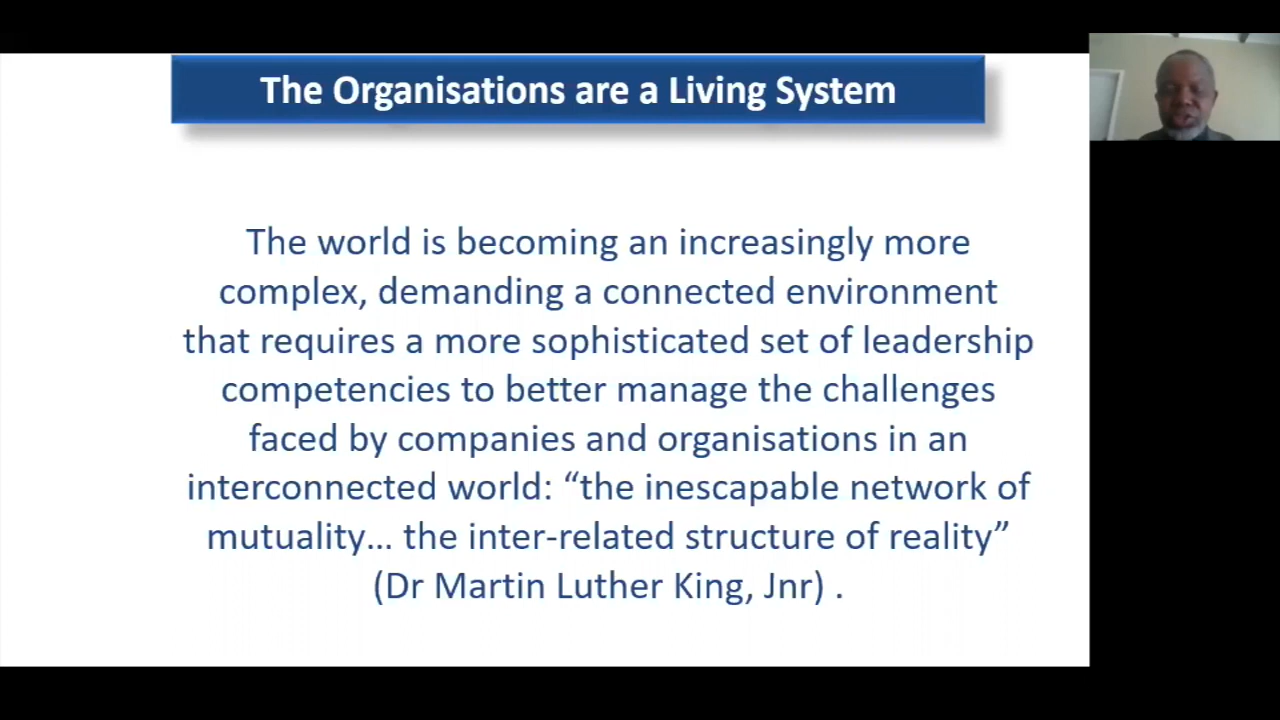 The Organisations are a Living System
The world is becoming an increasingly more
complex, demanding a connected environment
that requires a more sophisticated set of leadership
competencies to better manage the challenges
faced by companies and organisations in an
interconnected world: “the inescapable network of
mutuality… the inter-related structure of reality”
(Dr Martin Luther King, Jnr) .